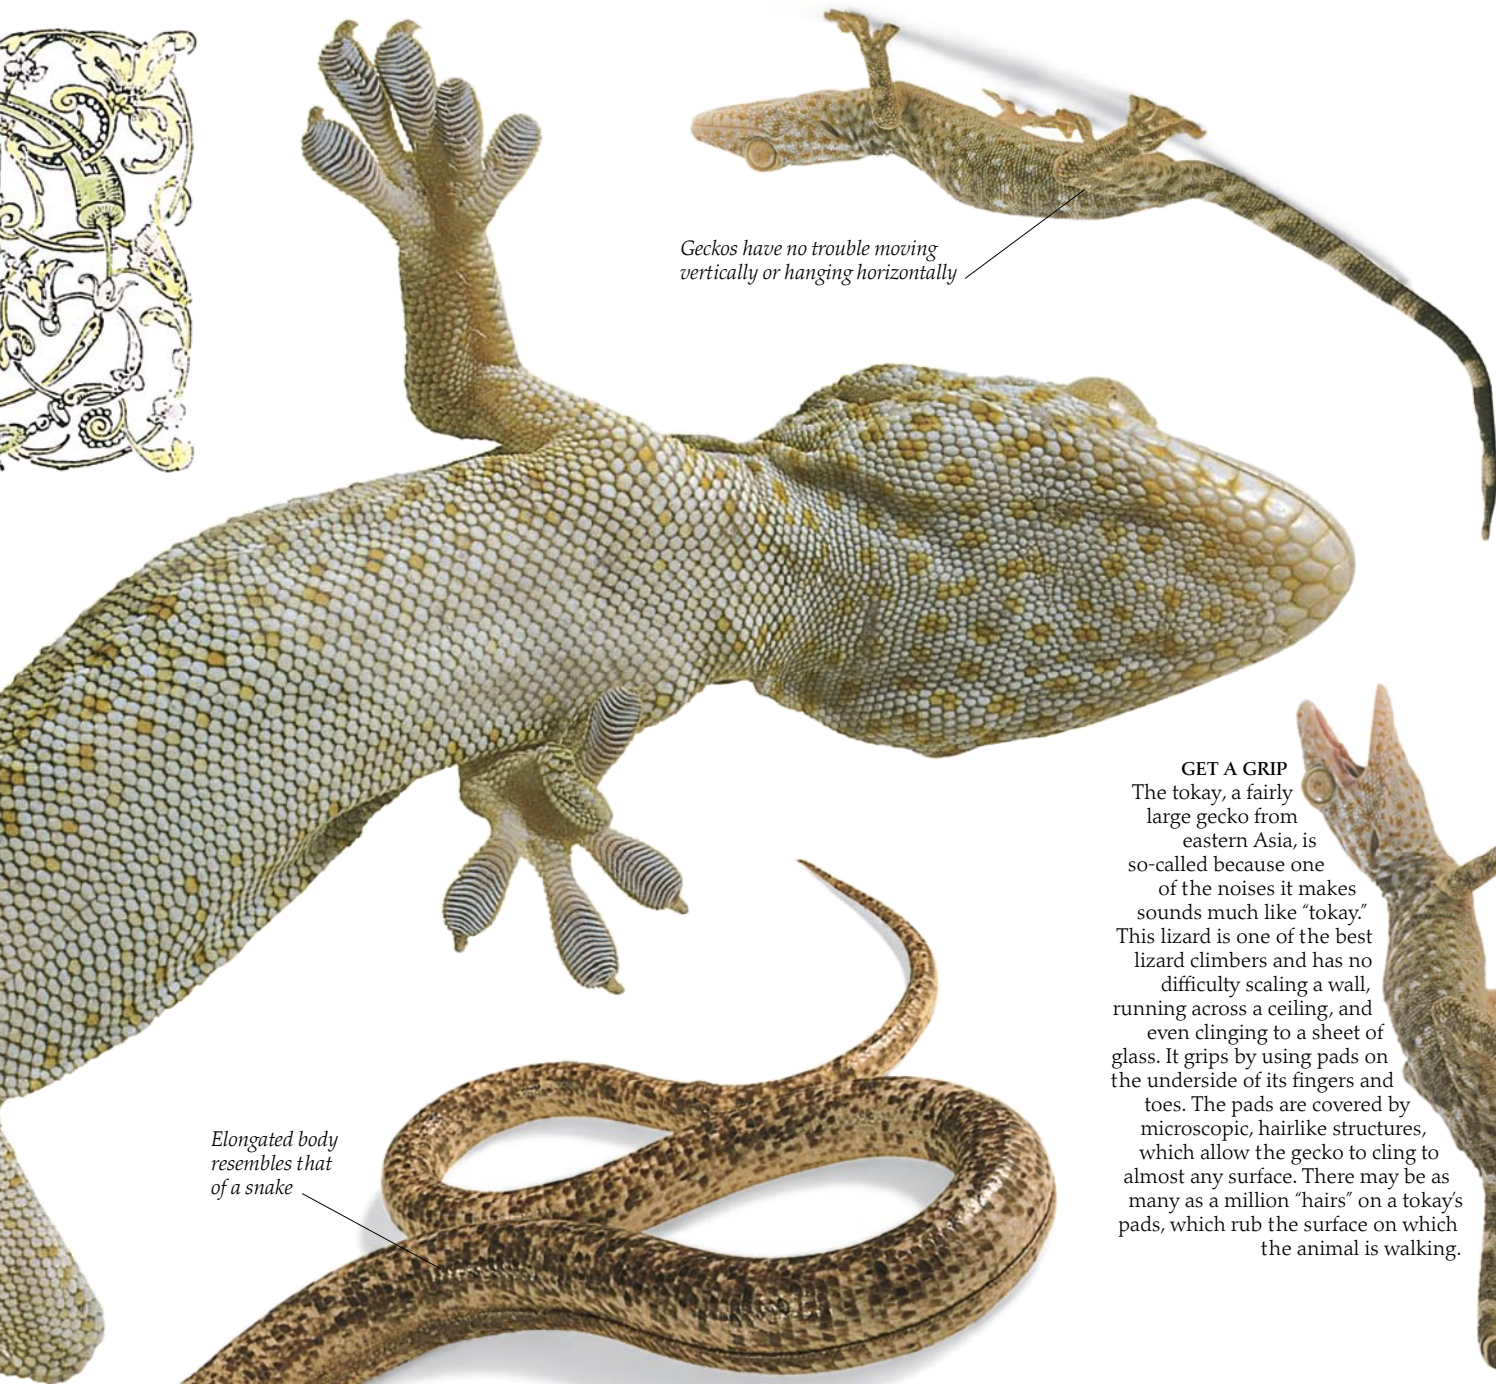 Geckos have no trouble moving
vertically or hanging horizontally
GET A GRIP
The tokay, a fairly
large gecko from
eastern Asia, is
so-called because one
of the noises it makes
sounds much like “tokay.”
This lizard is one of the best
lizard climbers and has no
difficulty scaling a wall,
running across a ceiling, and
even clinging to a sheet of
glass. It grips by using pads on
the underside of its fingers and
toes. The pads are covered by
microscopic, hairlike structures,
which allow the gecko to cling to
almost any surface. There may be as
many as a million “hairs” on a tokay’s
pads, which rub the surface on which
the animal is walking.
Elongated body
resembles that
of a snake